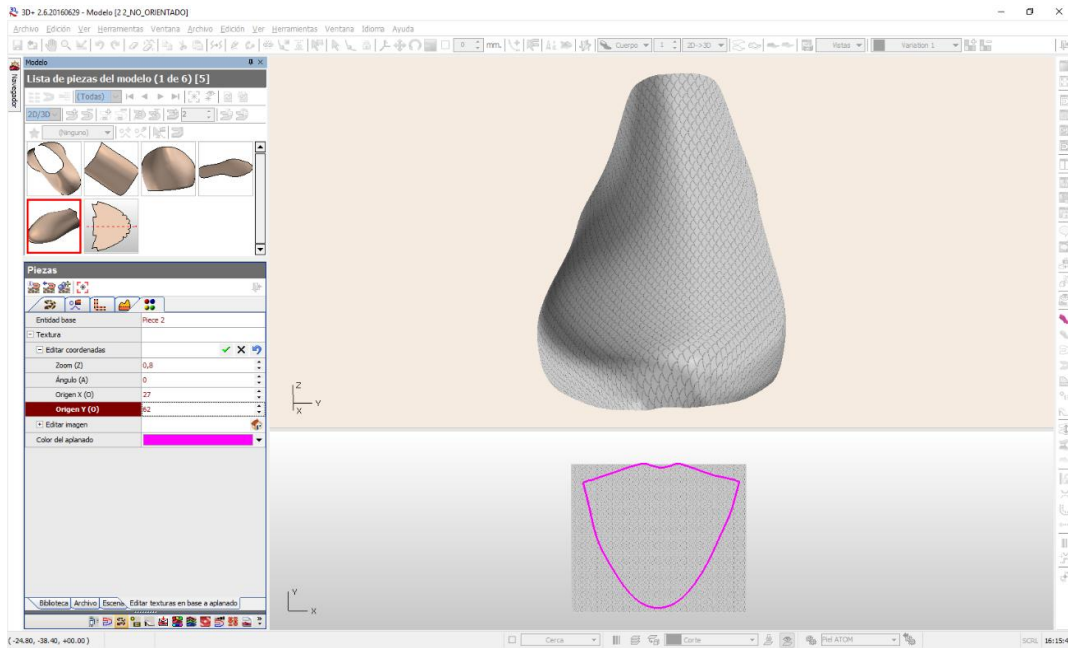 3D+ 2.6.20160629 - Modelo [2 2_NO_ORIENTADO]
Archivo Edición Ver Herramientas Ventana Archivo Edición Ver Herramientas Ventana Idioma Ayuda
0 mm. Cuerpo 1 2D->3D Vistas Variation 1
Modelo
Navegador
Lista de piezas del modelo (1 de 6) [5]
(Todas)
2D/3D 2
(Ninguno)
Piezas
Entidad base Piece 2
Textura
Editar coordenadas
Zoom (Z) 0,8
Ángulo (A) 0
Origen X (O) 27
Origen Y (O) 62
Editar imagen
Color del aplanado
Z
Y
X
Y
X
Biblioteca Archivo Escena Editar texturas en base a aplanado
(-24.80, -38.40, +00.00) Cerca Corte Piel ATOM SCRL 16:15:4